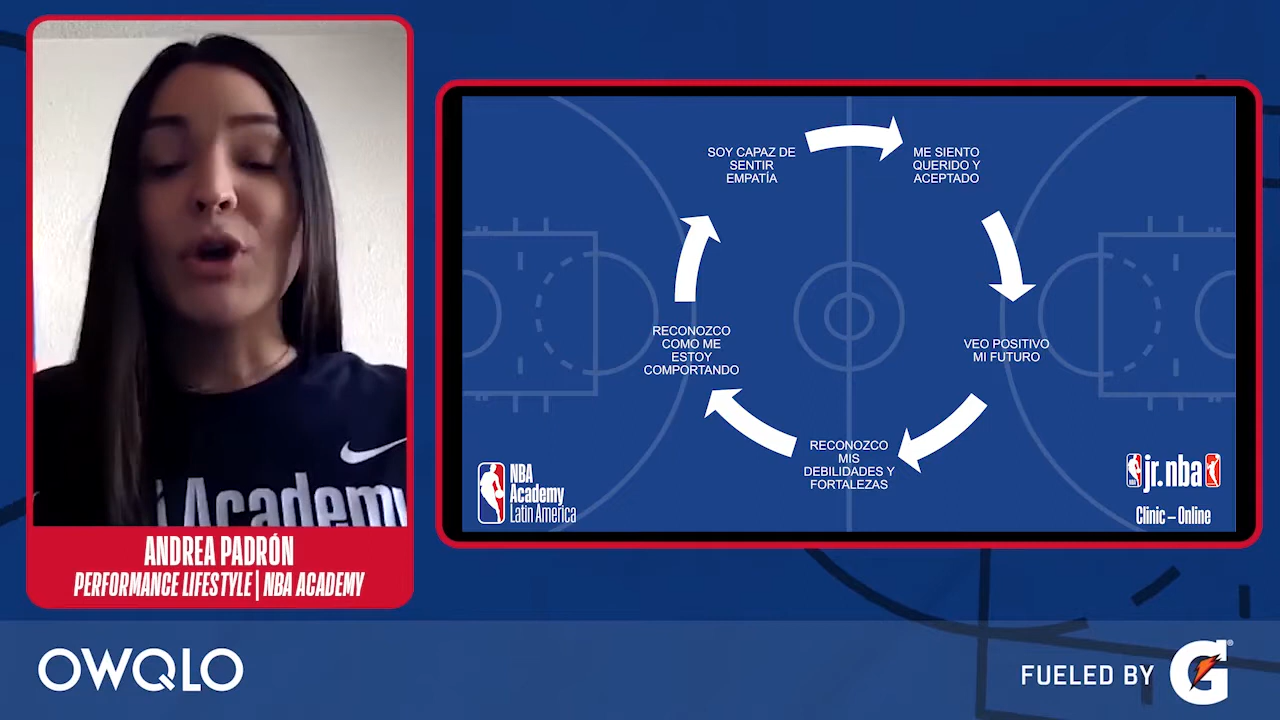 Academy
ANDREA PADRÓN
PERFORMANCE LIFESTYLE | NBA ACADEMY
SOY CAPAZ DE
SENTIR
EMPATÍA
ME SIENTO
QUERIDO Y
ACEPTADO
VEO POSITIVO
MI FUTURO
RECONOZCO
MIS
DEBILIDADES Y
FORTALEZAS
RECONOZCO
COMO ME
ESTOY
COMPORTANDO
NBA
Academy
Latin America
jr.nba
Clinic – Online
OWQLO
FUELED BY
G